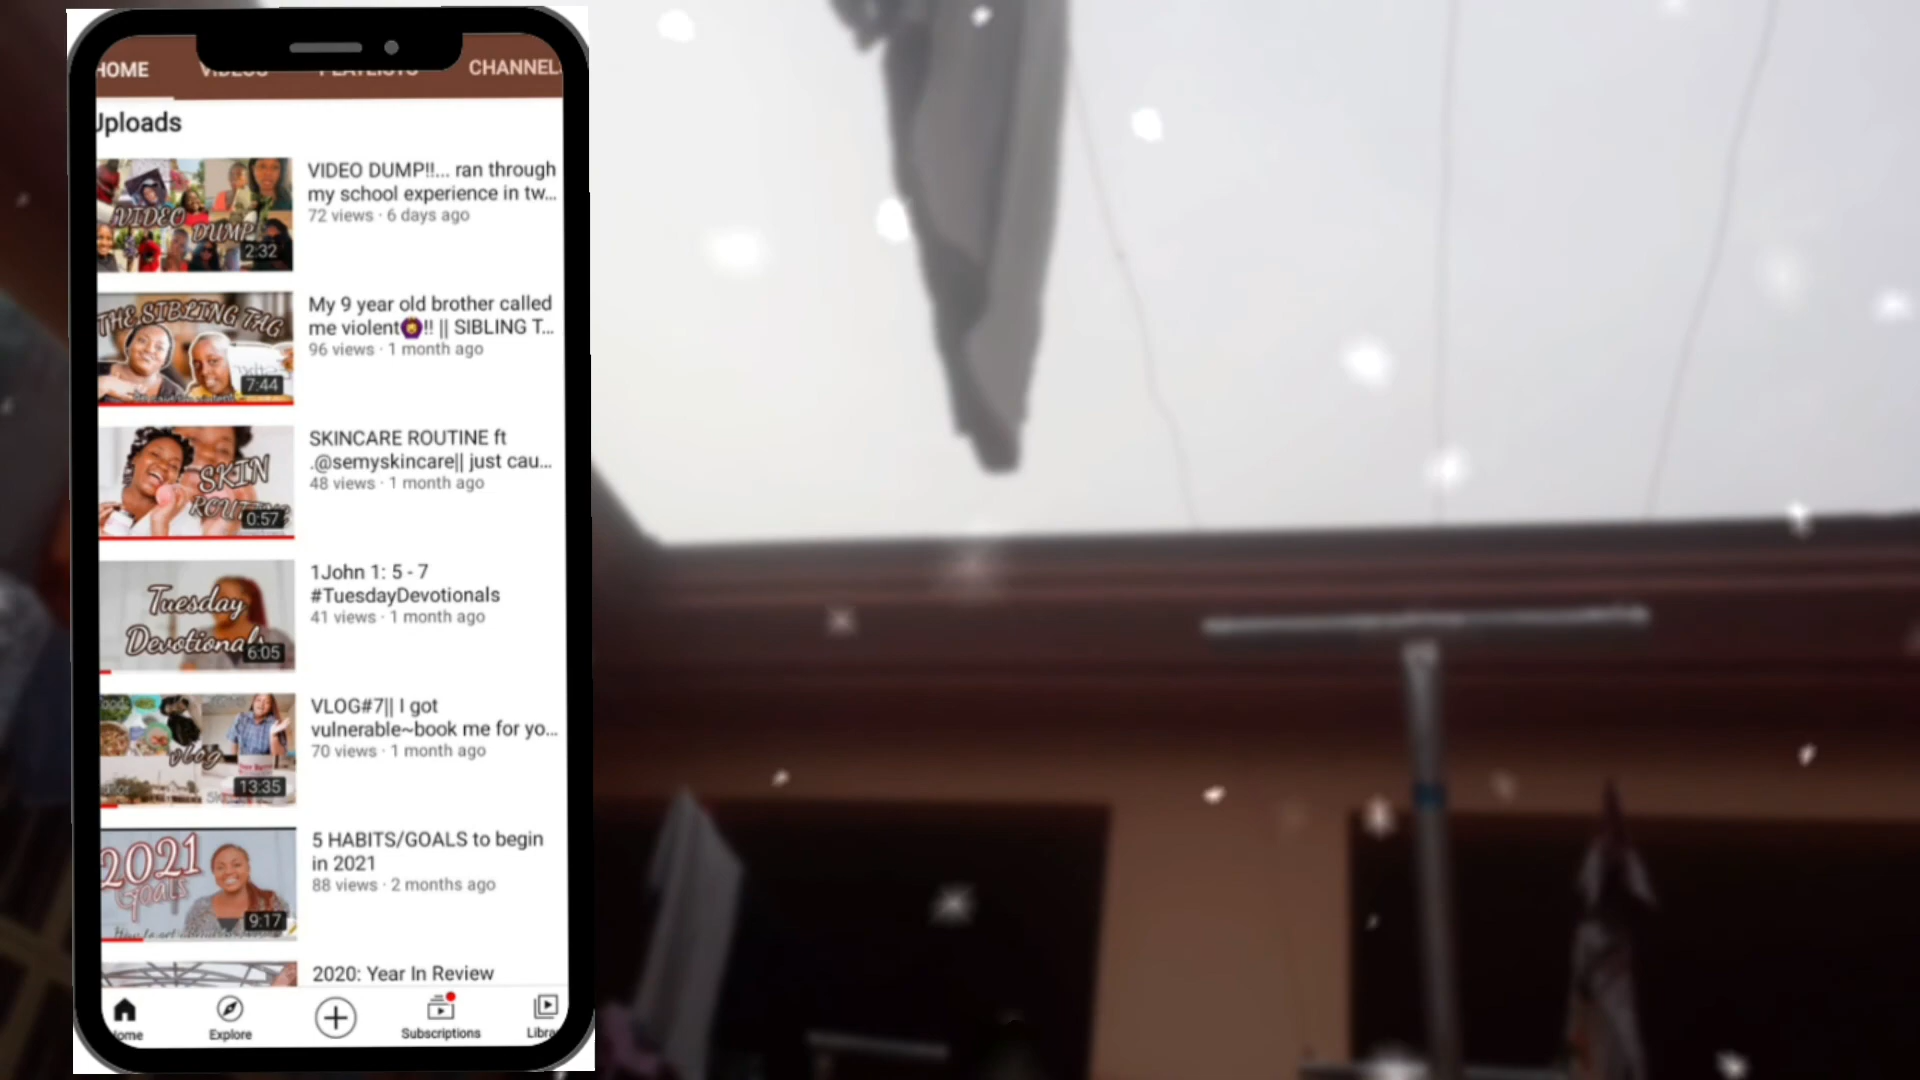 HOME VIDEOS PLAYLISTS CHANNEL
Uploads
VIDEO DUMP!!... ran through
my school experience in tw...
72 views · 6 days ago
VIDEO
DUMP
2:32
My 9 year old brother called
me violent🙆!! || SIBLING T...
96 views · 1 month ago
THE SIBLING TAG
7:44
SKINCARE ROUTINE ft
.@semyskincare|| just cau...
48 views · 1 month ago
SKIN
0:57
1John 1: 5 - 7
#TuesdayDevotionals
41 views · 1 month ago
Tuesday
Devotional
6:05
VLOG#7|| I got
vulnerable~book me for yo...
70 views · 1 month ago
vlog
13:35
5 HABITS/GOALS to begin
in 2021
88 views · 2 months ago
2021
Goals
9:17
2020: Year In Review
ome Explore Subscriptions Libra